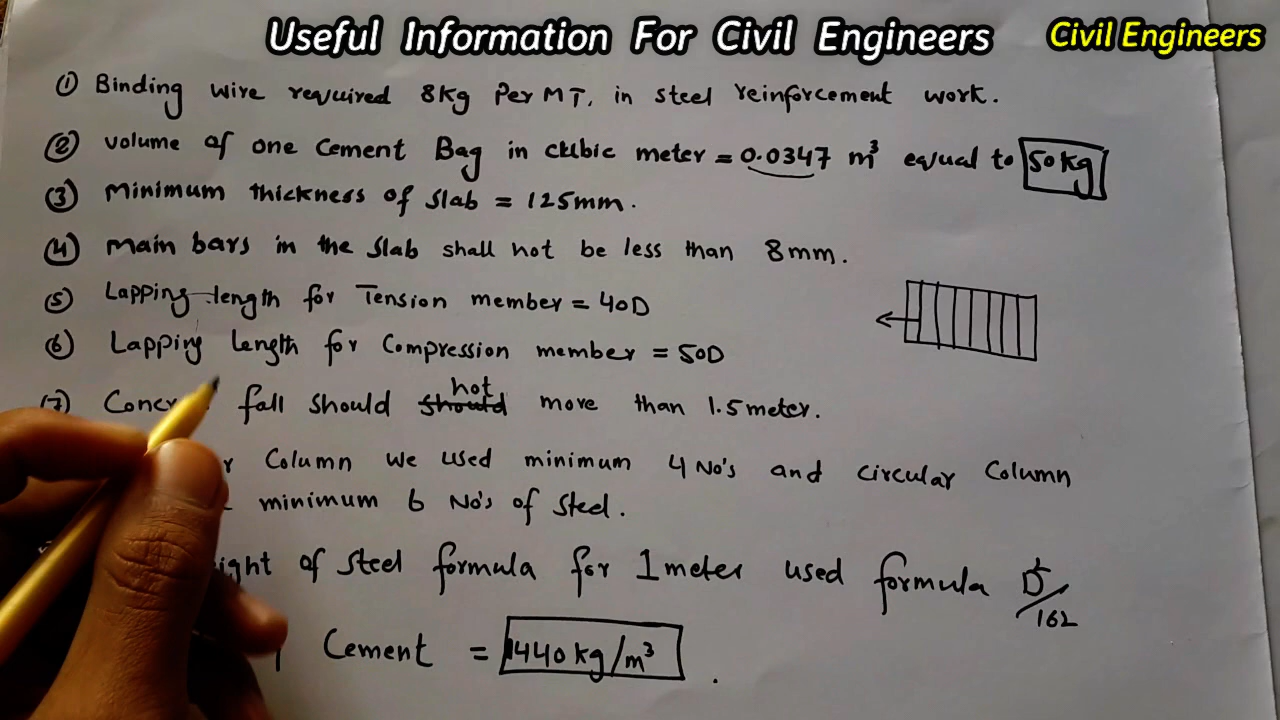 Useful Information For Civil Engineers
Civil Engineers
① Binding wire required 8Kg Per MT, in steel reinforcement work.
② Volume of one Cement Bag in cubic meter = 0.0347 m³ equal to 50 Kg
③ Minimum thickness of slab = 125mm.
④ Main bars in the slab shall not be less than 8mm.
⑤ Lapping length for Tension member = 40D
⑥ Lapping length for Compression member = 50D
fall should not more than 1.5 meter.
Column we used minimum 4 No's and circular Column
minimum 6 No's of steel.
of steel formula for 1 meter used formula D²/162
Cement = 1440 kg/m³.